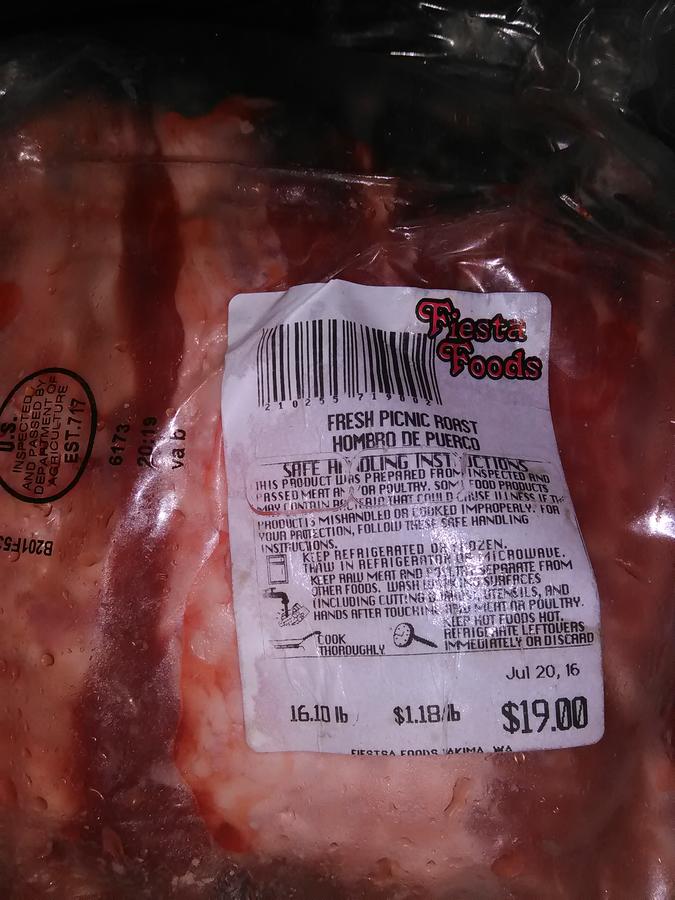 Fiesta
Foods
2 10255 719002
FRESH PICNIC ROAST
HOMBRO DE PUERCO
SAFE HANDLING INSTRUCTIONS
THIS PRODUCT WAS PREPARED FROM INSPECTED AND
PASSED MEAT AND/OR POULTRY. SOME FOOD PRODUCTS
MAY CONTAIN BACTERIA THAT COULD CAUSE ILLNESS IF THE
PRODUCT IS MISHANDLED OR COOKED IMPROPERLY. FOR
YOUR PROTECTION, FOLLOW THESE SAFE HANDLING
INSTRUCTIONS.
KEEP REFRIGERATED OR FROZEN.
THAW IN REFRIGERATOR OR MICROWAVE.
KEEP RAW MEAT AND POULTRY SEPARATE FROM
OTHER FOODS. WASH WORKING SURFACES
(INCLUDING CUTTING BOARDS), UTENSILS, AND
HANDS AFTER TOUCHING RAW MEAT OR POULTRY.
COOK
THOROUGHLY
KEEP HOT FOODS HOT.
REFRIGERATE LEFTOVERS
IMMEDIATELY OR DISCARD
Jul 20, 16
16.10 lb $1.18/lb $19.00
FIESTSA FOODS YAKIMA, WA
U.S.
INSPECTED
AND PASSED BY
DEPARTMENT OF
AGRICULTURE
EST.717
6173
20:19
va b